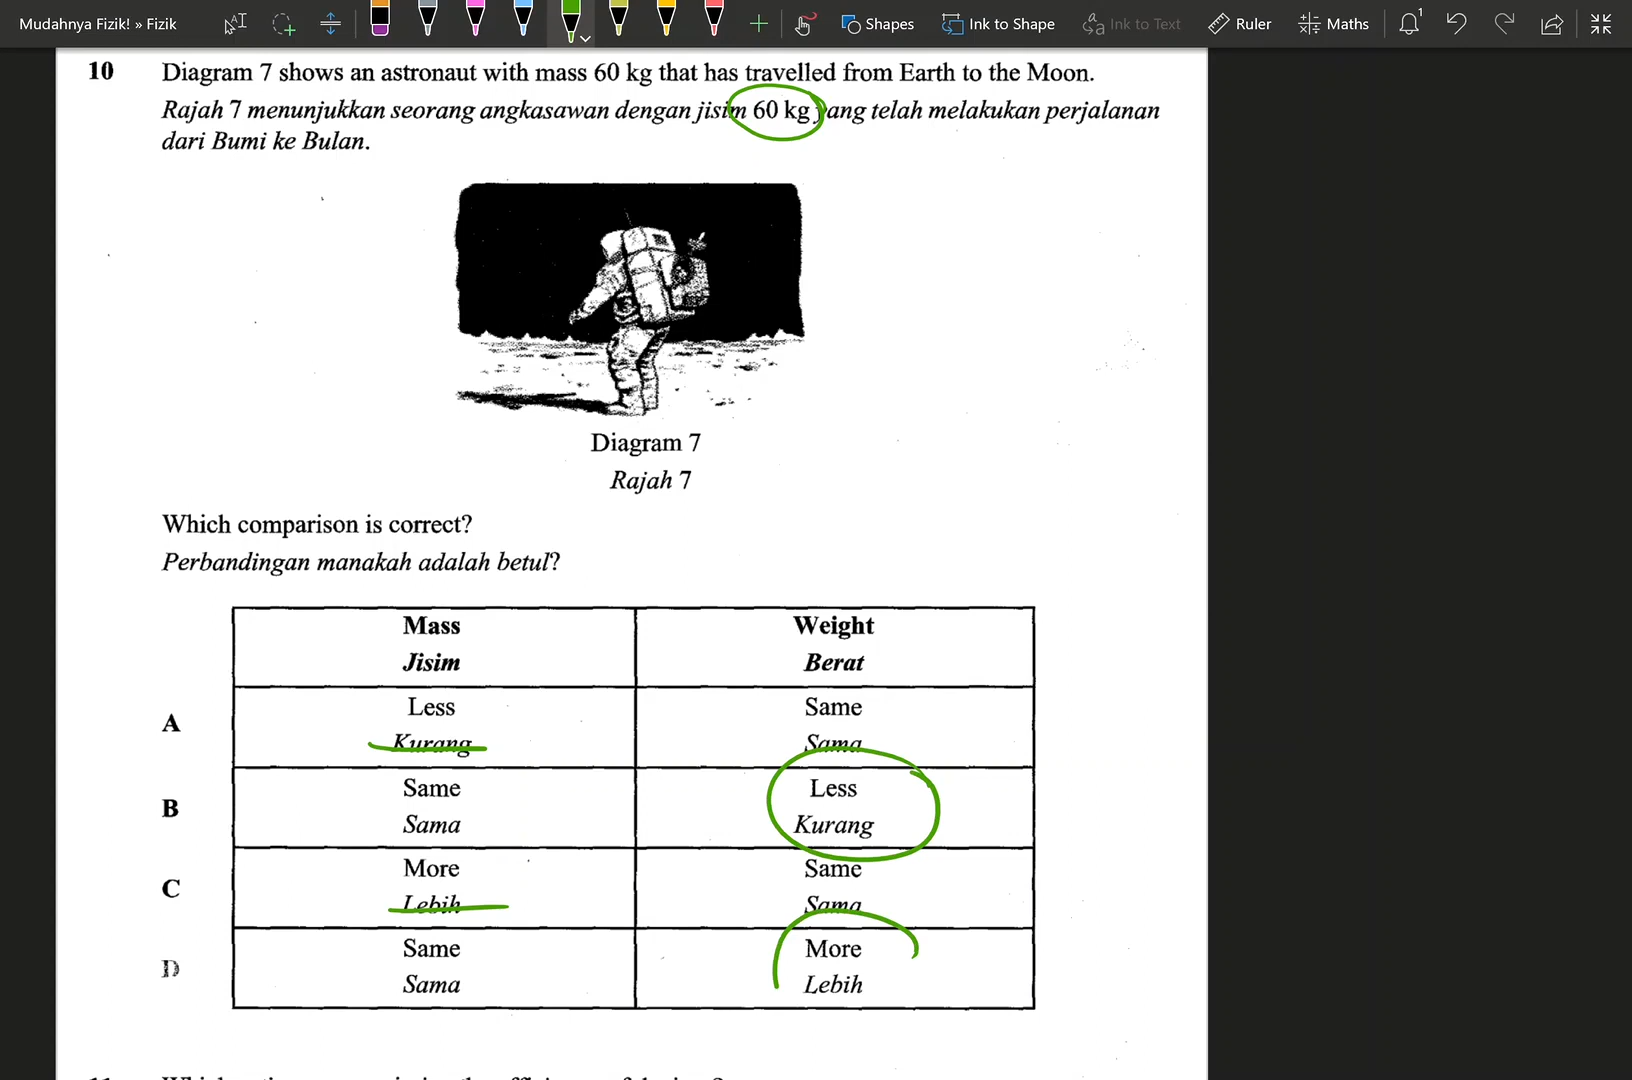 Mudahnya Fizik! » Fizik
Shapes
Ink to Shape
Ink to Text
Ruler
Maths
1
10 Diagram 7 shows an astronaut with mass 60 kg that has travelled from Earth to the Moon.
Rajah 7 menunjukkan seorang angkasawan dengan jisim 60 kg yang telah melakukan perjalanan
dari Bumi ke Bulan.
Diagram 7
Rajah 7
Which comparison is correct?
Perbandingan manakah adalah betul?
Mass Weight
Jisim Berat
A Less Same
Kurang Sama
B Same Less
Sama Kurang
C More Same
Lebih Sama
D Same More
Sama Lebih